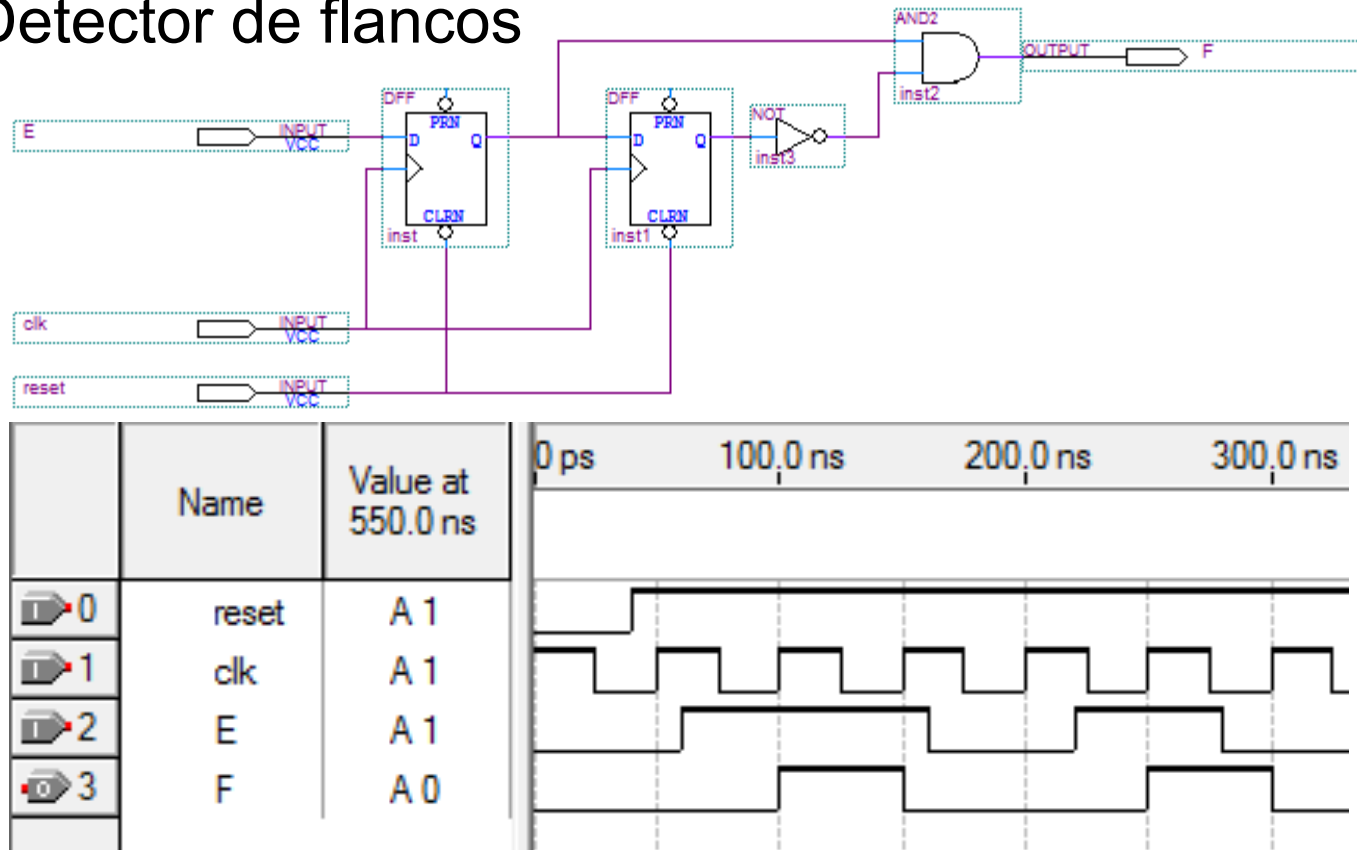 Detector de flancos
AND2
OUTPUT F
inst2
DFF DFF
PRN PRN
NOT
E INPUT
VCC
D Q D Q
inst3
CLRN CLRN
inst inst1
clk INPUT
VCC
reset INPUT
VCC
Name Value at
550.0 ns
0 ps 100.0 ns 200.0 ns 300.0 ns
0 reset A 1
1 clk A 1
2 E A 1
3 F A 0